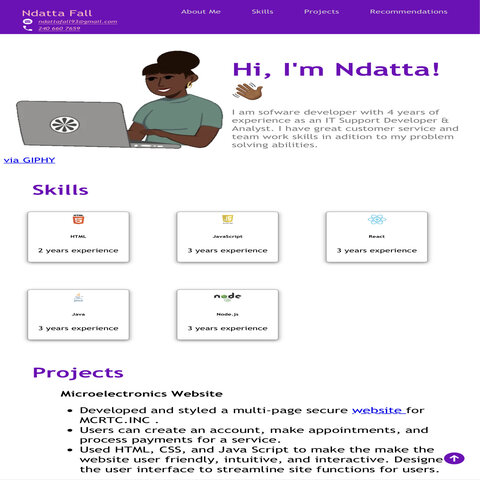 Ndatta Fall
ndattafall93@gmail.com
240 660 7659
About Me
Skills
Projects
Recommendations
Hi, I'm Ndatta!
I am sofware developer with 4 years of
experience as an IT Support Developer &
Analyst. I have great customer service and
team work skills in adition to my problem
solving abilities.
via GIPHY
Skills
HTML
2 years experience
JavaScript
3 years experience
React
3 years experience
Java
3 years experience
node
Node.js
3 years experience
Projects
Microelectronics Website
Developed and styled a multi-page secure website for
MCRTC.INC .
Users can create an account, make appointments, and
process payments for a service.
Used HTML, CSS, and Java Script to make the make the
website user friendly, intuitive, and interactive. Designe
the user interface to streamline site functions for users.